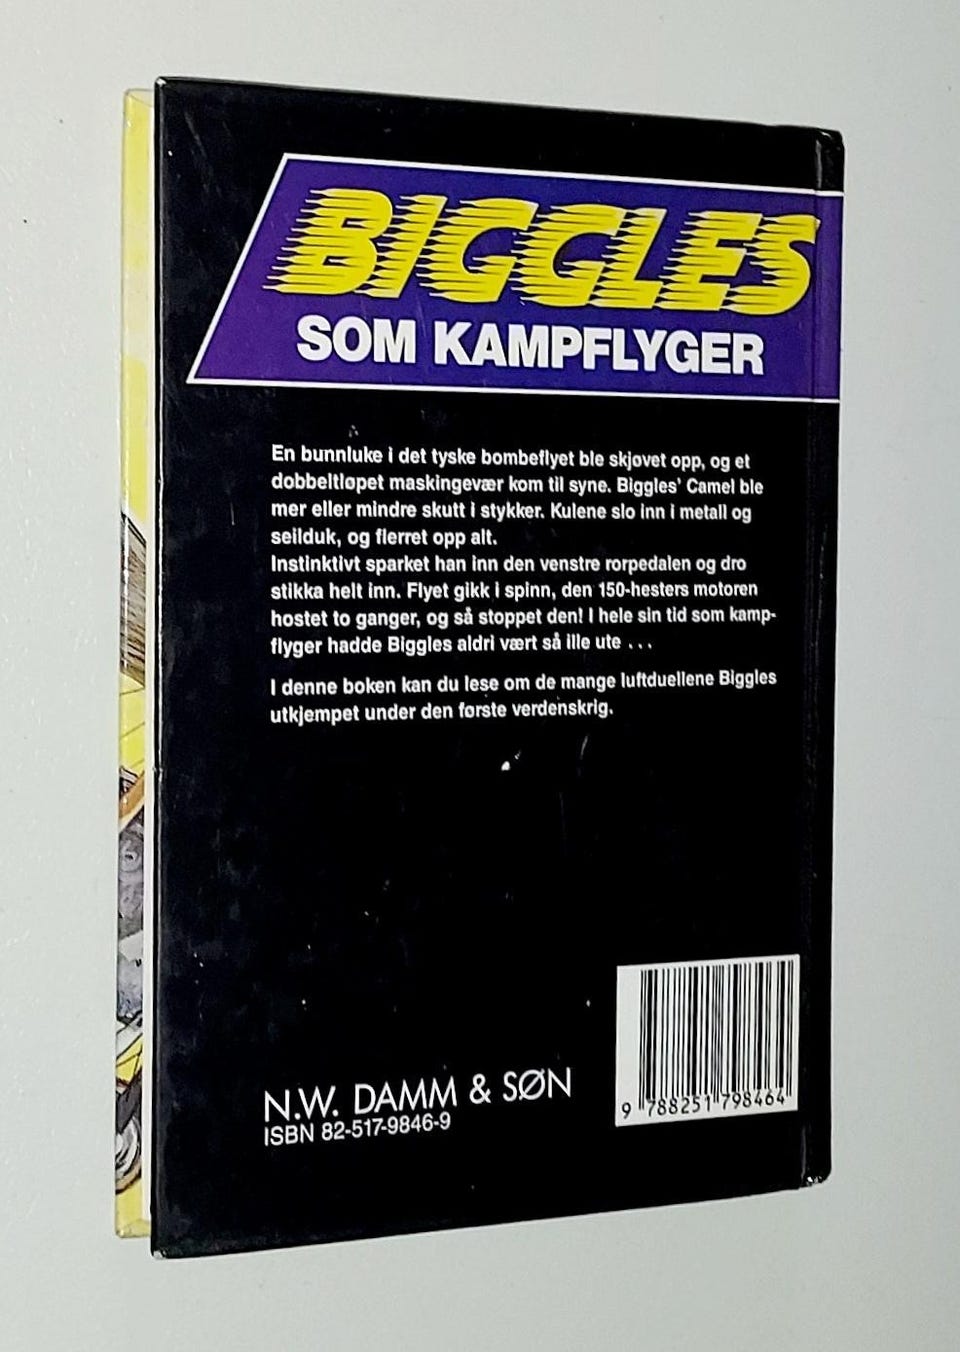 BIGGLES
SOM KAMPFLYGER
En bunnluke i det tyske bombeflyet ble skjøvet opp, og et
dobbeltløpet maskingevær kom til syne. Biggles' Camel ble
mer eller mindre skutt i stykker. Kulene slo inn i metall og
seilduk, og flerret opp alt.
Instinktivt sparket han inn den venstre rorpedalen og dro
stikka helt inn. Flyet gikk i spinn, den 150-hesters motoren
hostet to ganger, og så stoppet den! I hele sin tid som kamp-
flyger hadde Biggles aldri vært så ille ute ...
I denne boken kan du lese om de mange luftduellene Biggles
utkjempet under den første verdenskrig.
N.W. DAMM & SØN
ISBN 82-517-9846-9
9 788251 798464